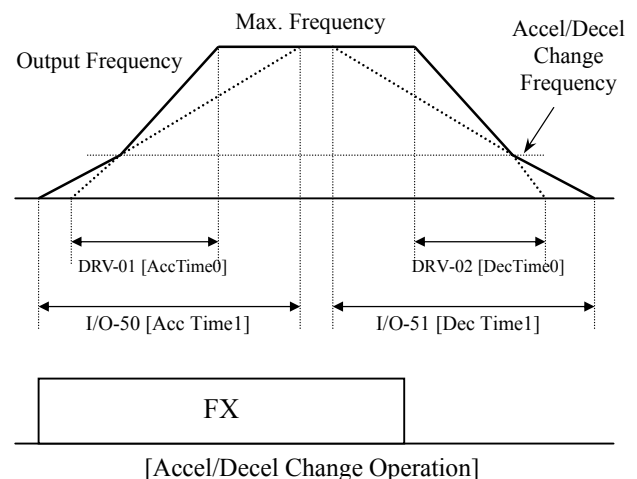 Max. Frequency
Accel/Decel
Change
Frequency
Output Frequency
DRV-01 [AccTime0]
DRV-02 [DecTime0]
I/O-50 [Acc Time1]
I/O-51 [Dec Time1]
FX
[Accel/Decel Change Operation]